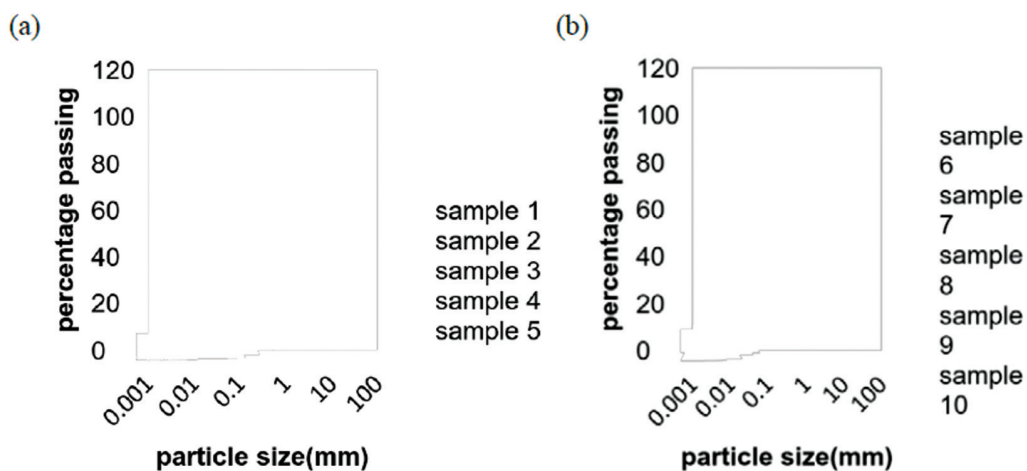 (a)
percentage passing
120
100
80
60
40
20
0
0.001
0.01
0.1
1
10
100
particle size(mm)
sample 1
sample 2
sample 3
sample 4
sample 5
(b)
percentage passing
120
100
80
60
40
20
0
0.001
0.01
0.1
1
10
100
particle size(mm)
sample
6
sample
7
sample
8
sample
9
sample
10